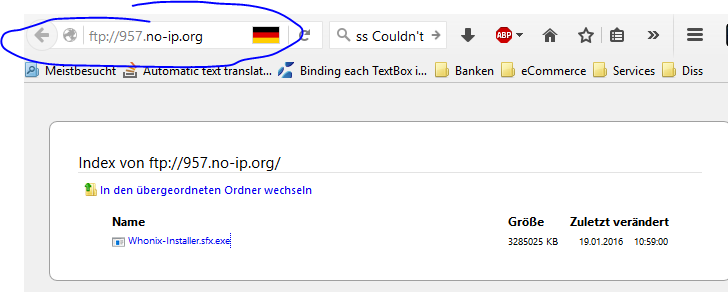 ftp://957.no-ip.org
ss Couldn't
ABP
Meistbesucht
Automatic text translat...
Binding each TextBox i...
Banken
eCommerce
Services
Diss
Index von ftp://957.no-ip.org/
In den übergeordneten Ordner wechseln
Name Größe Zuletzt verändert
Whonix-Installer.sfx.exe 3285025 KB 19.01.2016 10:59:00